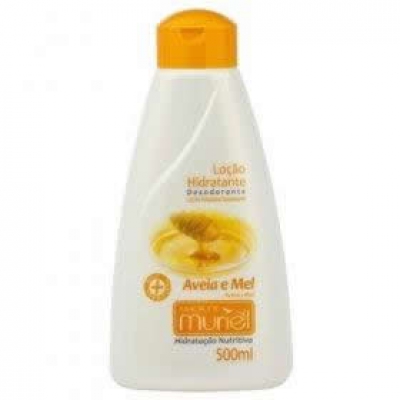 Loção
Hidratante
Desodorante
Aveia e Mel
muriel
Hidratação Nutritiva
500ml